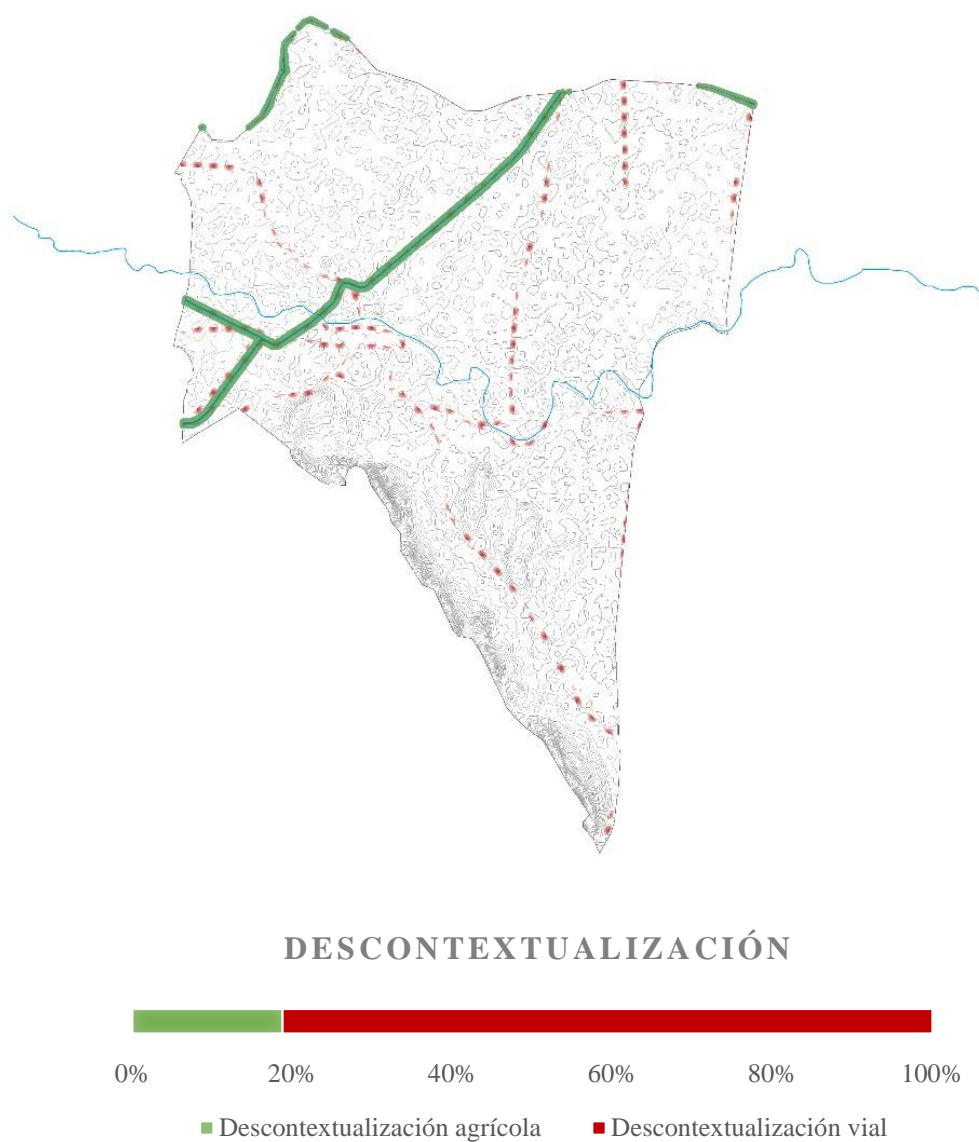 DESCONTEXTUALIZACIÓN
0% 20% 40% 60% 80% 100%
Descontextualización agrícola Descontextualización vial